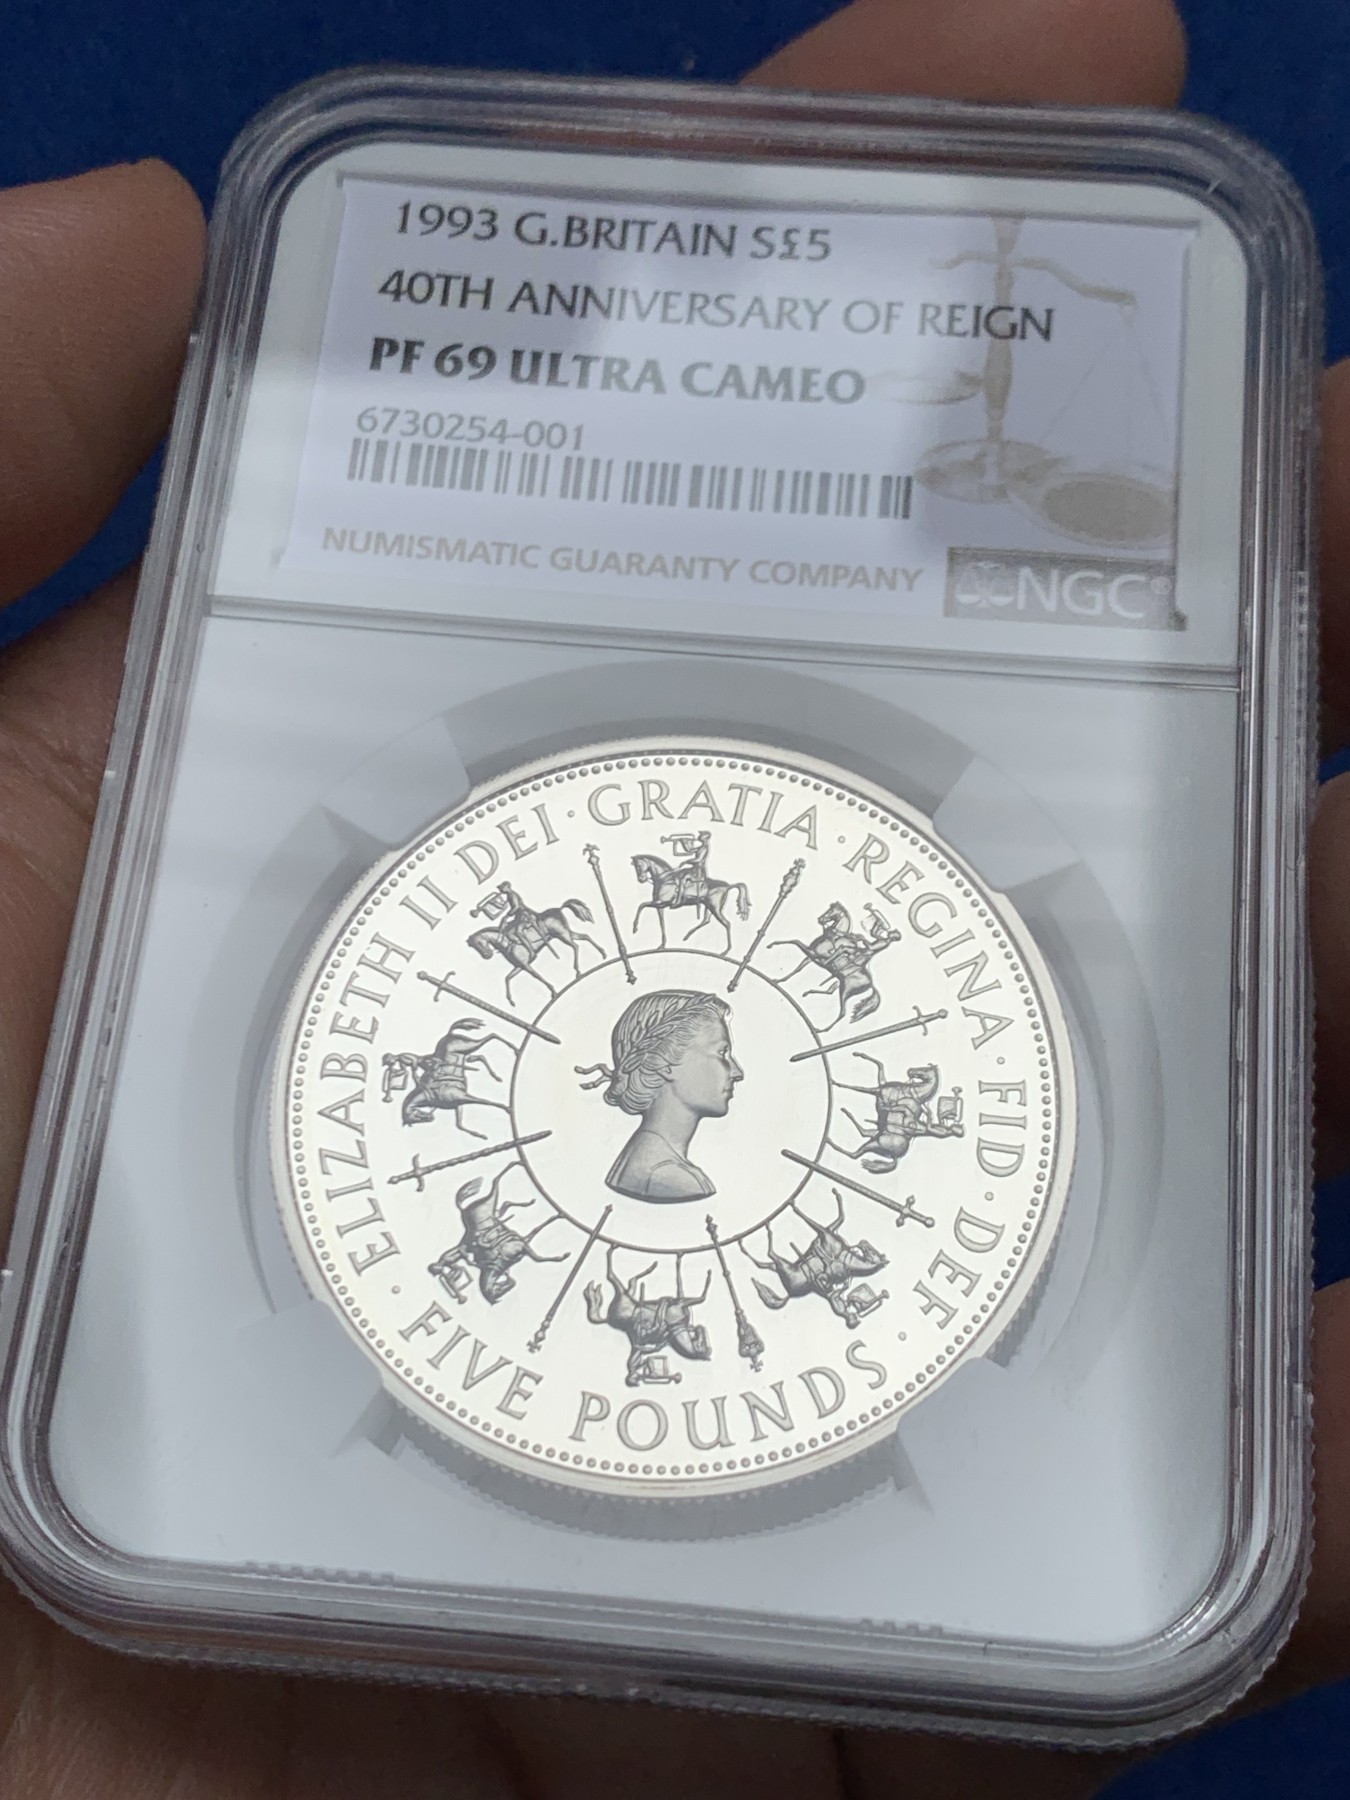 1993 G.BRITAIN S£5
40TH ANNIVERSARY OF REIGN
PF 69 ULTRA CAMEO
6730254-001
NUMISMATIC GUARANTY COMPANY
NGC®
ELIZABETH II DEI · GRATIA · REGINA · FID · DEF ·
· FIVE POUNDS